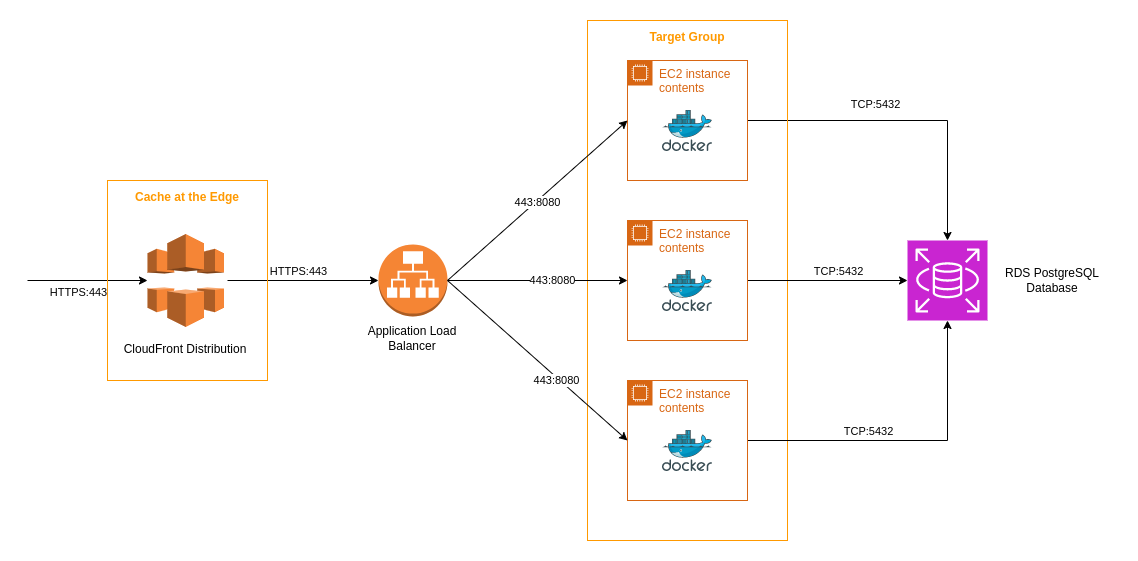 Cache at the Edge
HTTPS:443
CloudFront Distribution
HTTPS:443
Application Load
Balancer
443:8080
443:8080
443:8080
Target Group
EC2 instance
contents
docker
EC2 instance
contents
docker
EC2 instance
contents
docker
TCP:5432
TCP:5432
TCP:5432
RDS PostgreSQL
Database